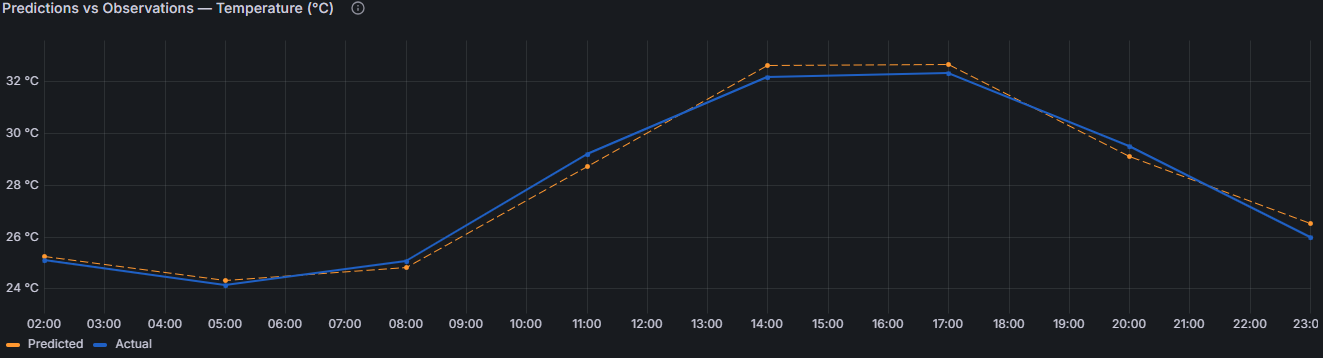 Predictions vs Observations — Temperature (°C)
32 °C
30 °C
28 °C
26 °C
24 °C
02:00 03:00 04:00 05:00 06:00 07:00 08:00 09:00 10:00 11:00 12:00 13:00 14:00 15:00 16:00 17:00 18:00 19:00 20:00 21:00 22:00 23:0
Predicted Actual